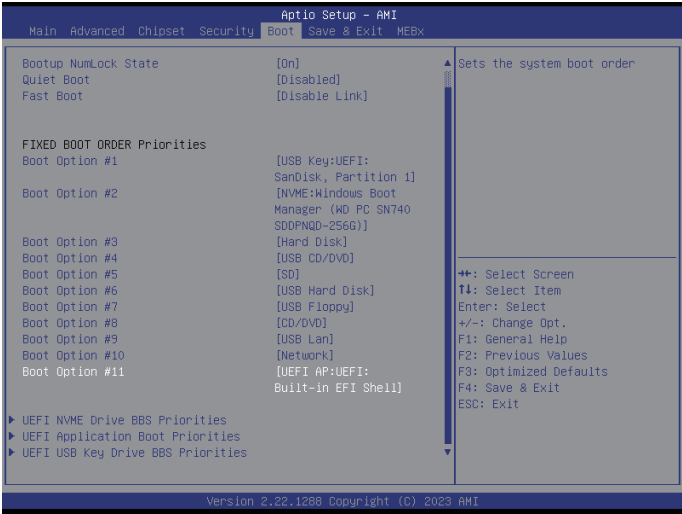 Aptio Setup – AMI
Main Advanced Chipset Security Boot Save & Exit MEBx
Bootup NumLock State [On]
Quiet Boot [Disabled]
Fast Boot [Disable Link]
FIXED BOOT ORDER Priorities
Boot Option #1 [USB Key:UEFI:
SanDisk, Partition 1]
Boot Option #2 [NVME:Windows Boot
Manager (WD PC SN740
SDDPNQD-256G)]
Boot Option #3 [Hard Disk]
Boot Option #4 [USB CD/DVD]
Boot Option #5 [SD]
Boot Option #6 [USB Hard Disk]
Boot Option #7 [USB Floppy]
Boot Option #8 [CD/DVD]
Boot Option #9 [USB Lan]
Boot Option #10 [Network]
Boot Option #11 [UEFI AP:UEFI:
Built-in EFI Shell]
UEFI NVME Drive BBS Priorities
UEFI Application Boot Priorities
UEFI USB Key Drive BBS Priorities
Sets the system boot order
→←: Select Screen
↑↓: Select Item
Enter: Select
+/-: Change Opt.
F1: General Help
F2: Previous Values
F3: Optimized Defaults
F4: Save & Exit
ESC: Exit
Version 2.22.1288 Copyright (C) 2023 AMI